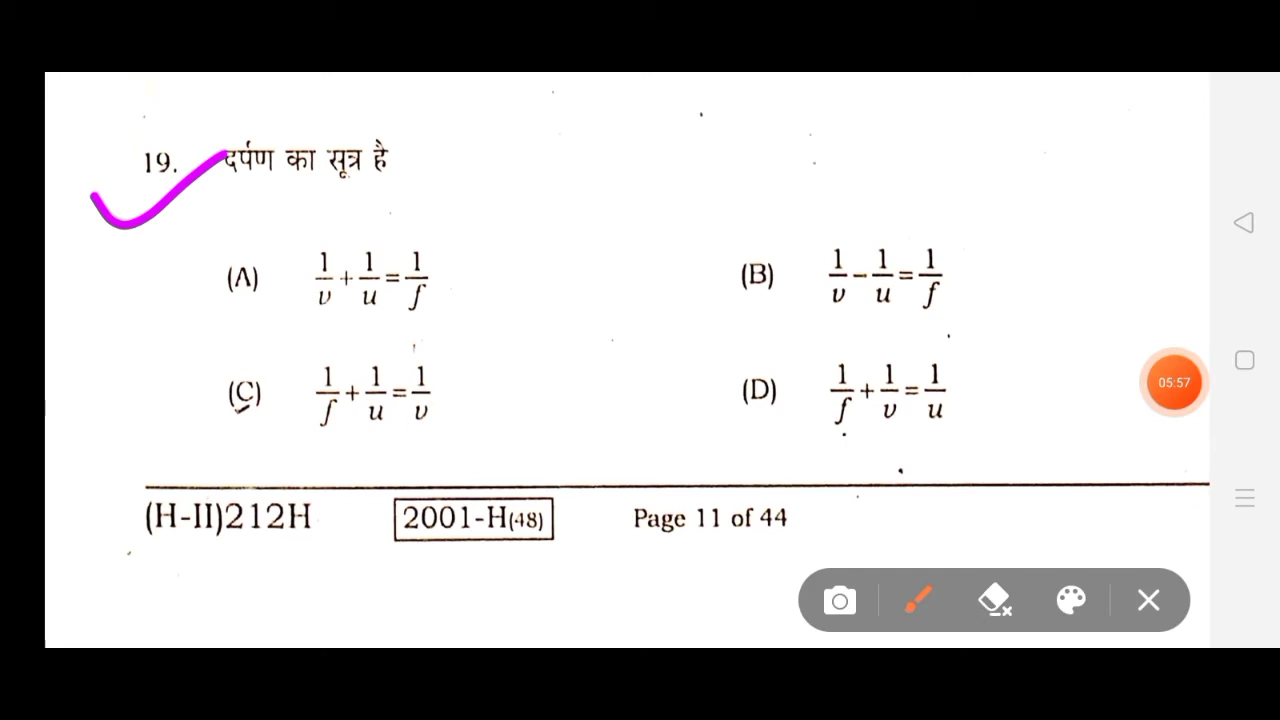 19. दर्पण का सूत्र है
(A) 1/v + 1/u = 1/f
(B) 1/v - 1/u = 1/f
(C) 1/f + 1/u = 1/v
(D) 1/f + 1/v = 1/u
05:57
(H-II)212H 2001-H(48) Page 11 of 44